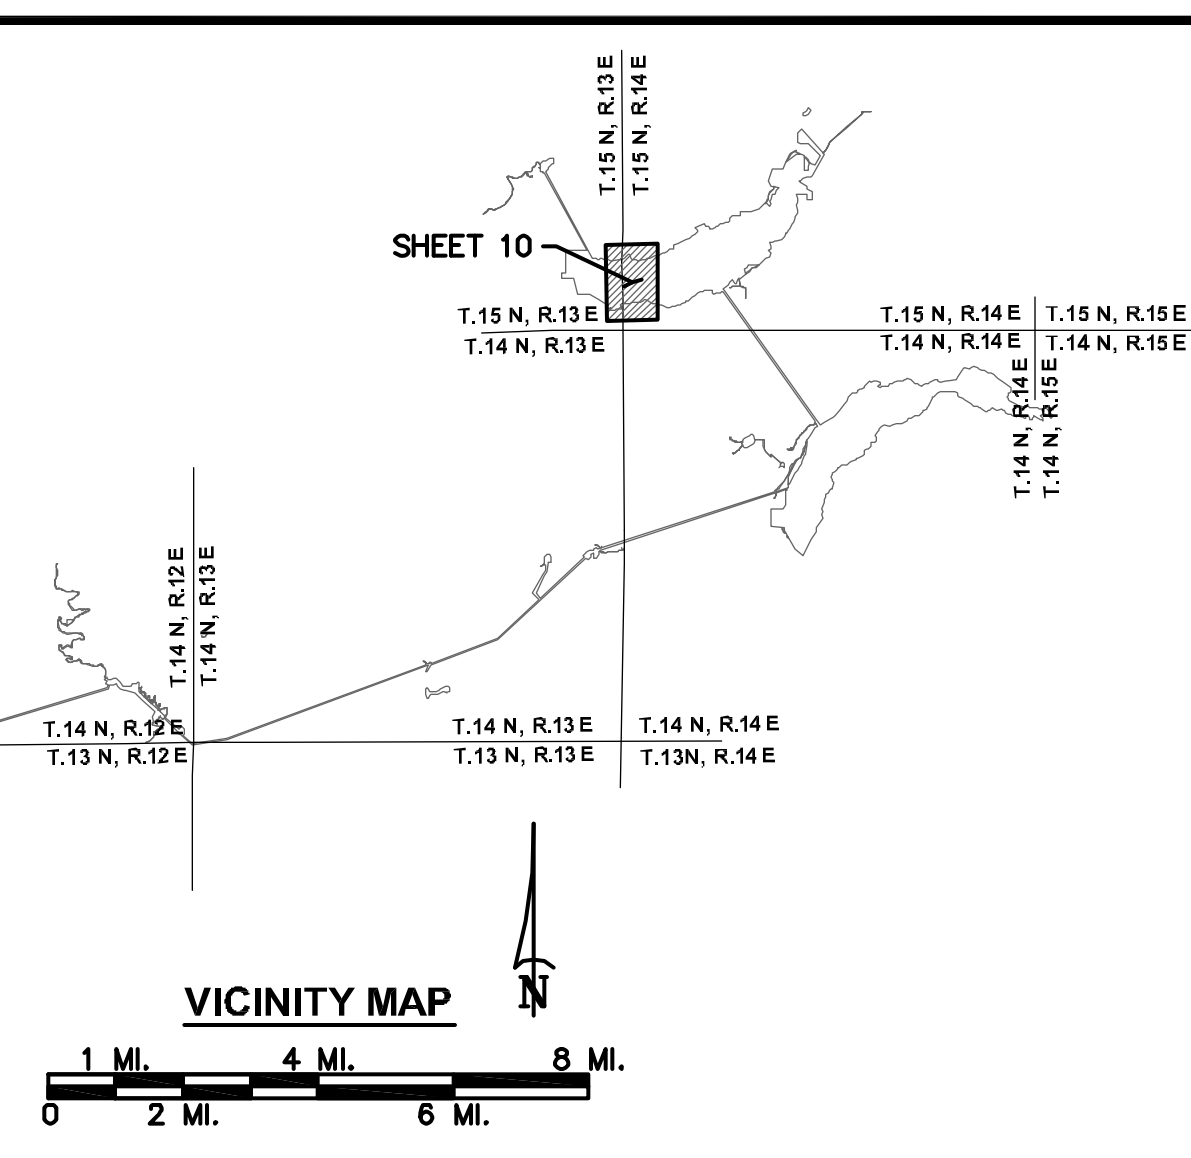 T.15 N, R.13 E
T.15 N, R.14 E
SHEET 10
T.15 N, R.13 E
T.14 N, R.13 E
T.15 N, R.14 E
T.15 N, R.15 E
T.14 N, R.14 E
T.14 N, R.15 E
T.14 N, R.14 E
T.14 N, R.15 E
T.14 N, R.12 E
T.14 N, R.13 E
T.14 N, R.12 E
T.13 N, R.12 E
T.14 N, R.13 E
T.14 N, R.14 E
T.13 N, R.13 E
T.13N, R.14 E
N
VICINITY MAP
1 MI.
4 MI.
8 MI.
0
2 MI.
6 MI.